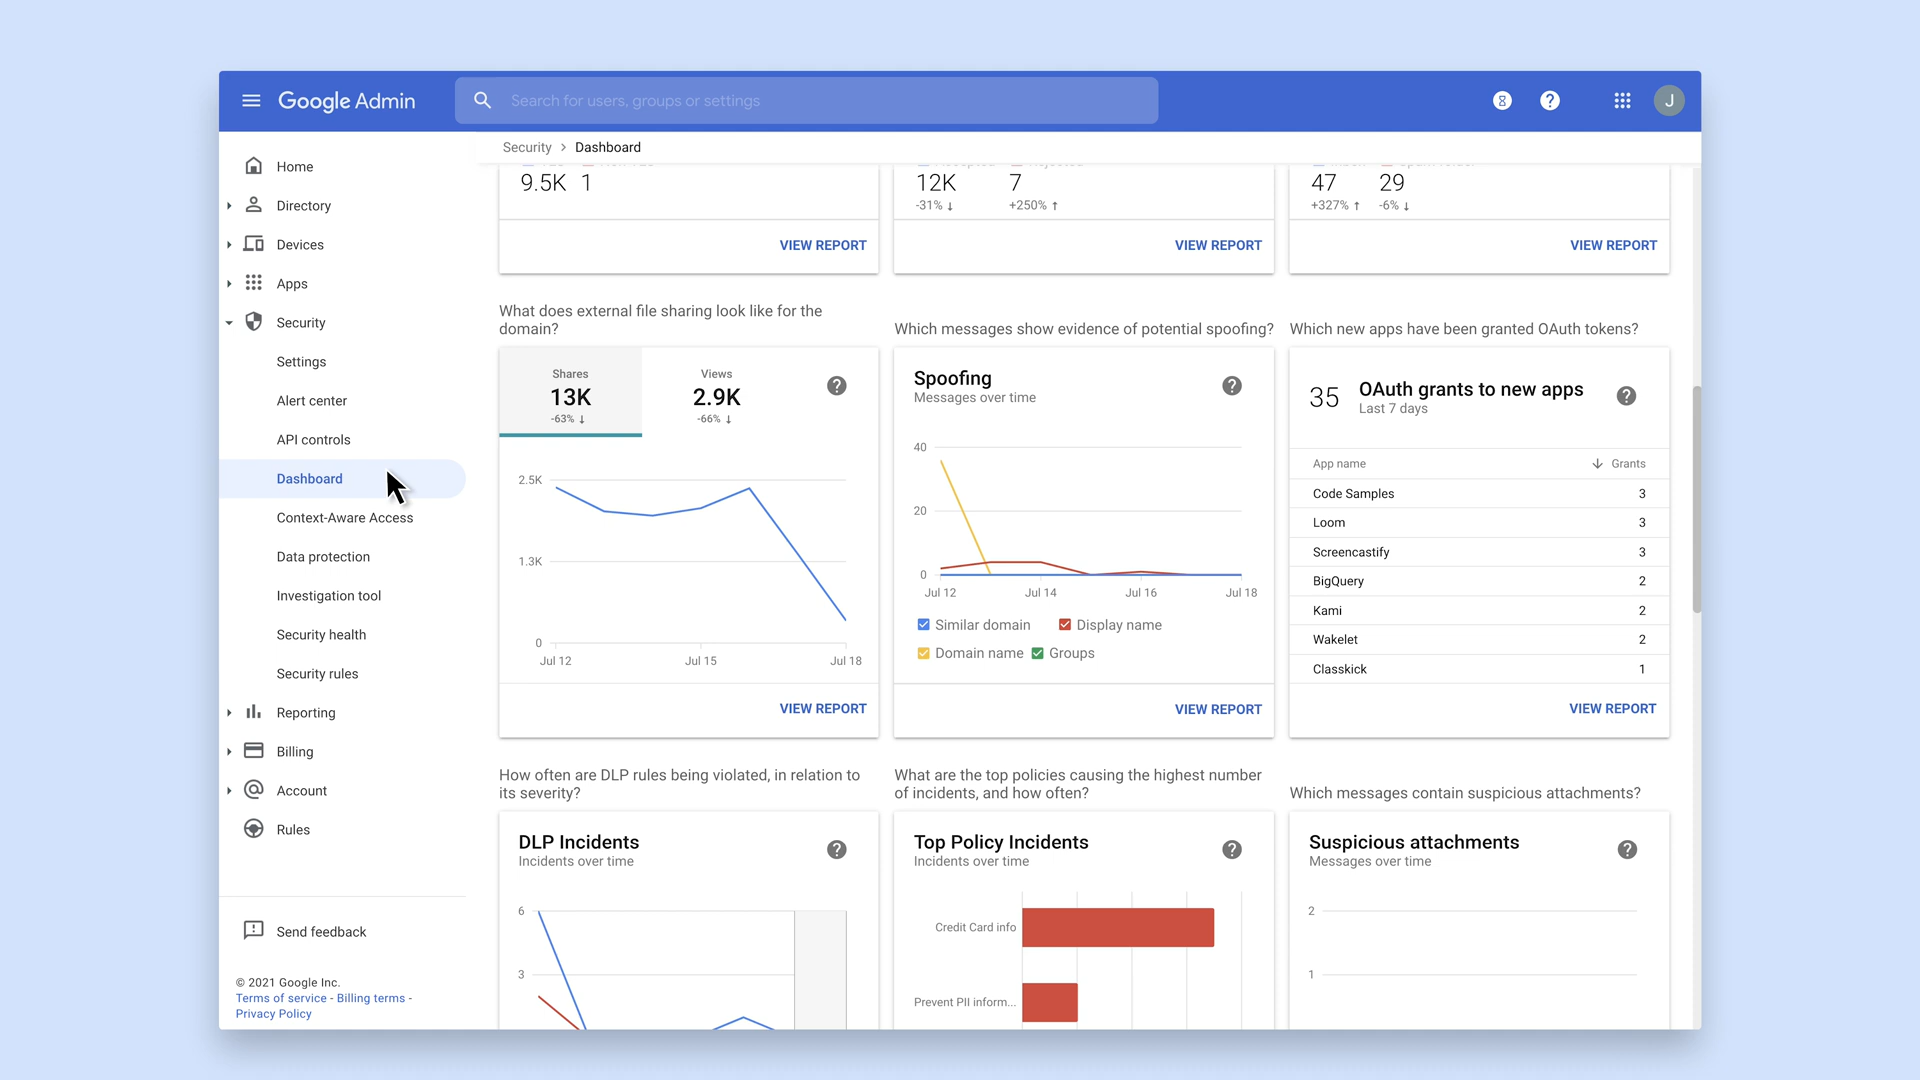 Google Admin
Search for users, groups or settings
J
Security > Dashboard
Home
Directory
Devices
Apps
Security
Settings
Alert center
API controls
Dashboard
Context-Aware Access
Data protection
Investigation tool
Security health
Security rules
Reporting
Billing
Account
Rules
Send feedback
© 2021 Google Inc.
Terms of service - Billing terms -
Privacy Policy
9.5K 1
VIEW REPORT
12K 7
-31% ↓ +250% ↑
VIEW REPORT
47 29
+327% ↑ -6% ↓
VIEW REPORT
What does external file sharing look like for the
domain?
Shares Views
13K 2.9K
-63% ↓ -66% ↓
2.5K
1.3K
0
Jul 12 Jul 15 Jul 18
VIEW REPORT
Which messages show evidence of potential spoofing?
Spoofing
Messages over time
40
20
0
Jul 12 Jul 14 Jul 16 Jul 18
Similar domain Display name
Domain name Groups
VIEW REPORT
Which new apps have been granted OAuth tokens?
35 OAuth grants to new apps
Last 7 days
App name ↓ Grants
Code Samples 3
Loom 3
Screencastify 3
BigQuery 2
Kami 2
Wakelet 2
Classkick 1
VIEW REPORT
How often are DLP rules being violated, in relation to
its severity?
DLP Incidents
Incidents over time
6
3
What are the top policies causing the highest number
of incidents, and how often?
Top Policy Incidents
Incidents over time
Credit Card info
Prevent PII inform...
Which messages contain suspicious attachments?
Suspicious attachments
Messages over time
2
1